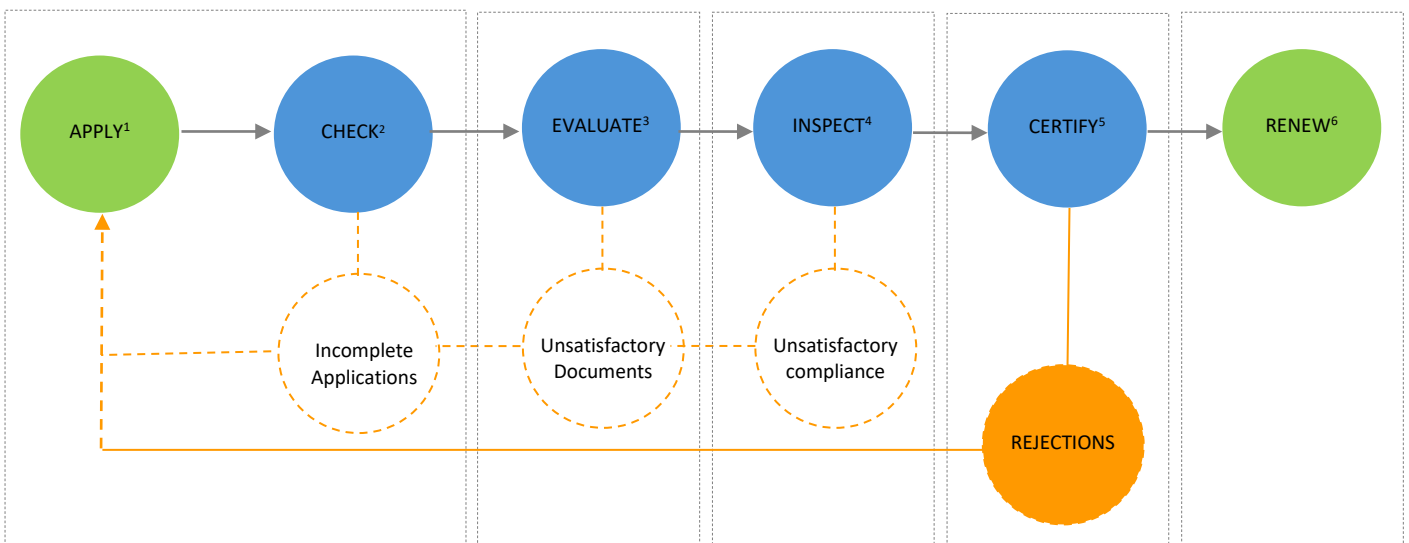 APPLY¹
CHECK²
EVALUATE³
INSPECT⁴
CERTIFY⁵
RENEW⁶
Incomplete
Applications
Unsatisfactory
Documents
Unsatisfactory
compliance
REJECTIONS